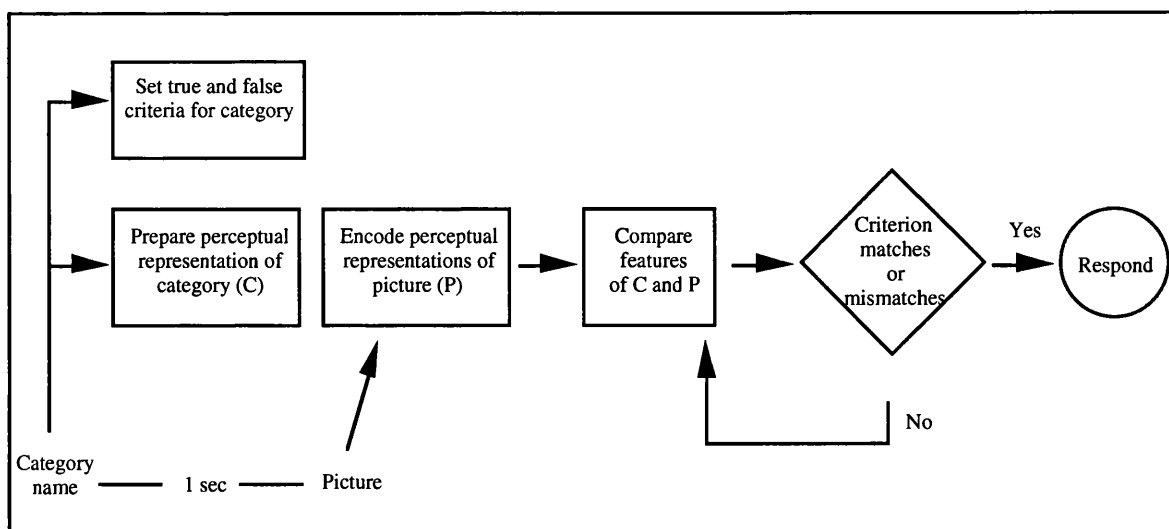 Set true and false
criteria for category
Prepare perceptual
representation of
category (C)
Encode perceptual
representations of
picture (P)
Compare
features
of C and P
Criterion
matches
or
mismatches
Yes
Respond
No
Category
name
1 sec
Picture